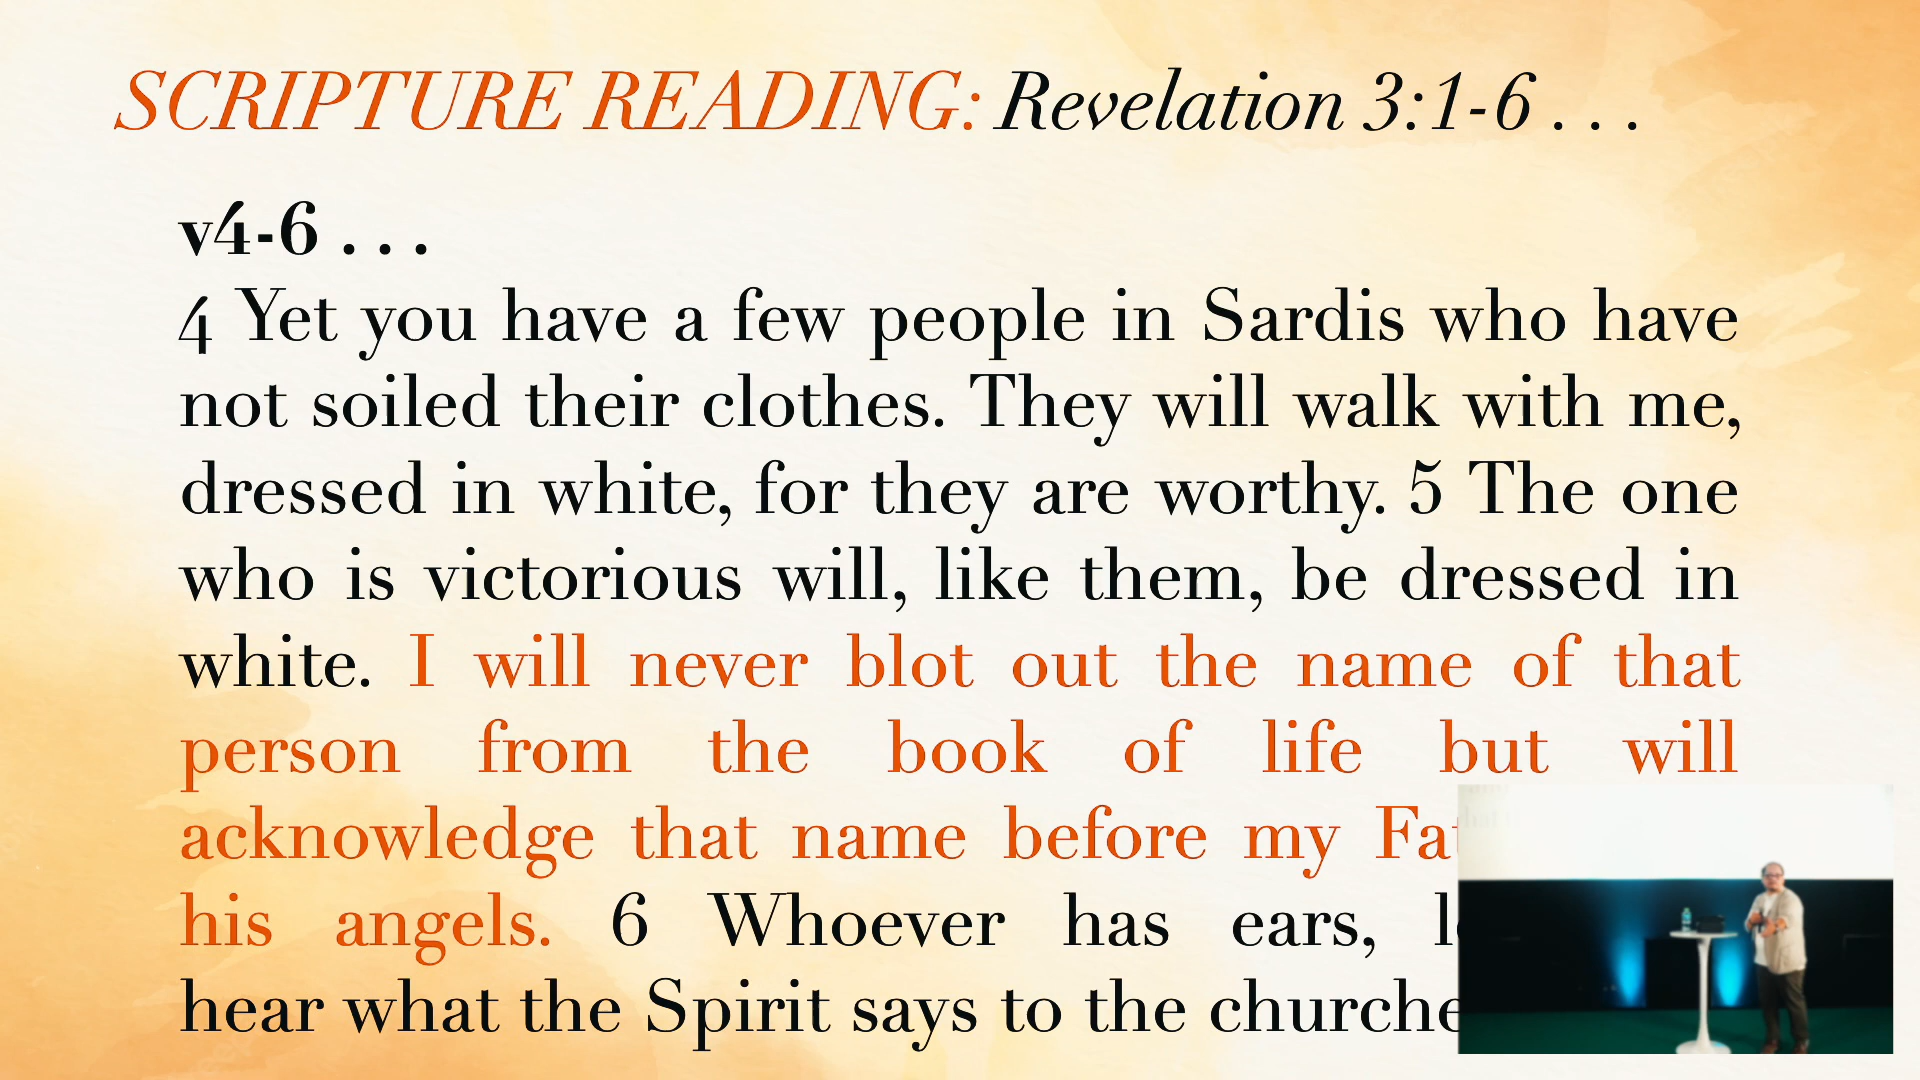 SCRIPTURE READING: Revelation 3:1-6 . . .
v4-6 . . .
4 Yet you have a few people in Sardis who have
not soiled their clothes. They will walk with me,
dressed in white, for they are worthy. 5 The one
who is victorious will, like them, be dressed in
white. I will never blot out the name of that
person from the book of life but will
acknowledge that name before my
his angels. 6 Whoever has ears,
hear what the Spirit says to the